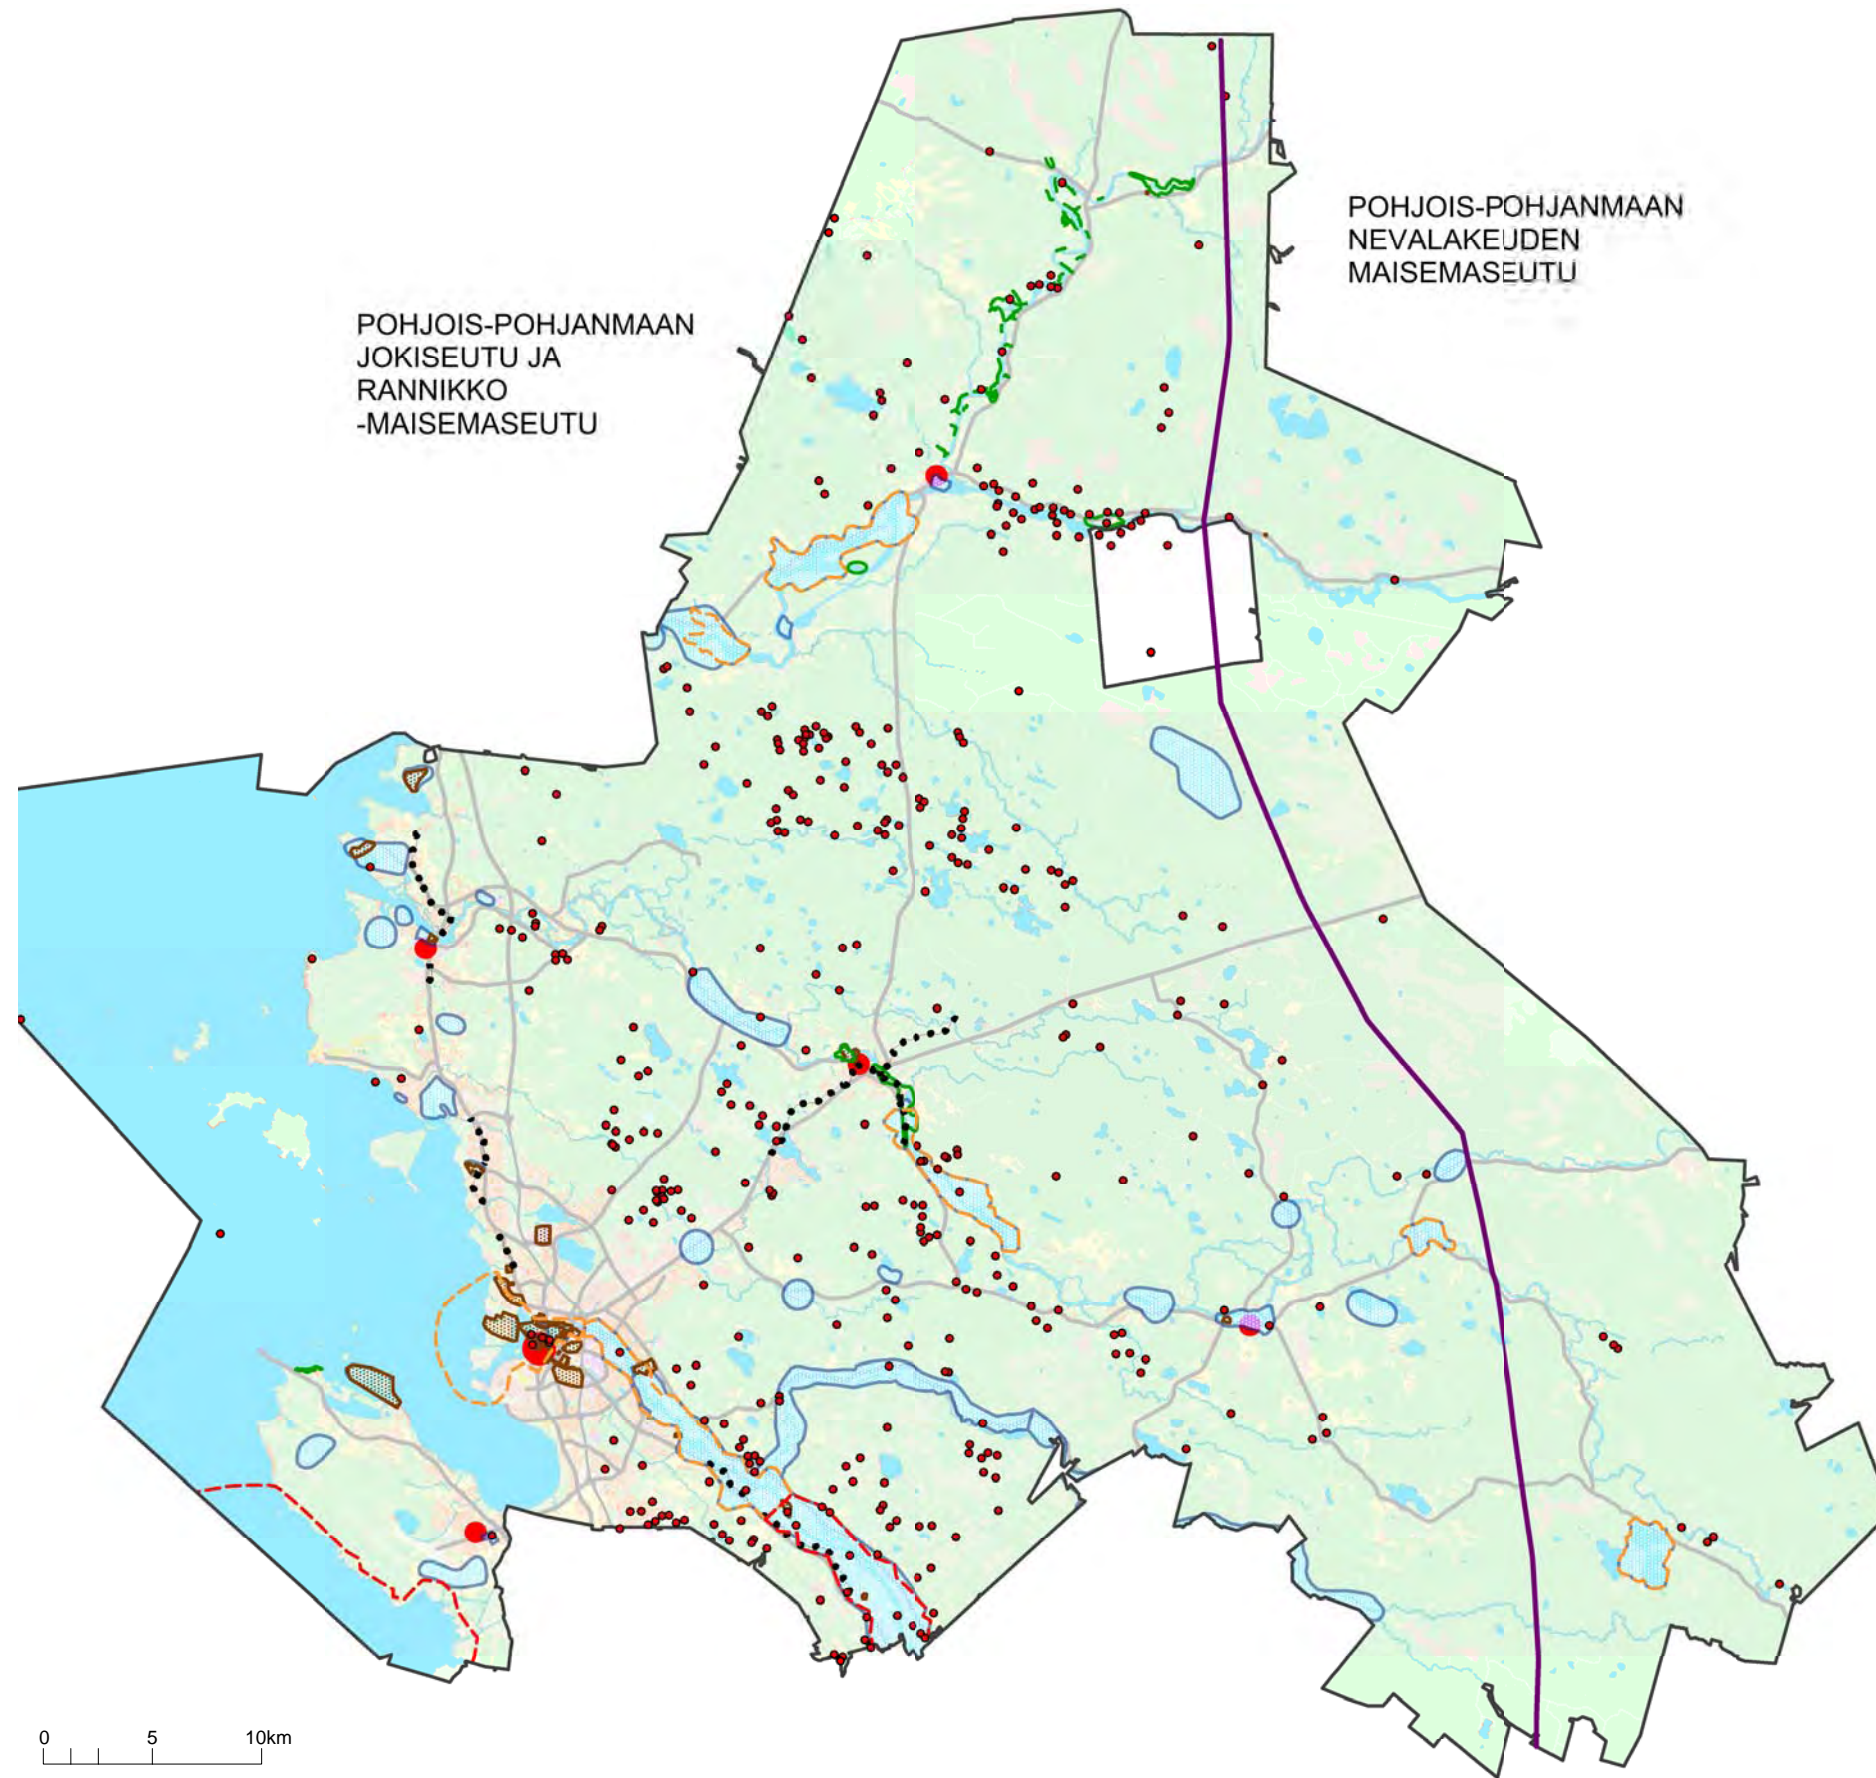 POHJOIS-POHJANMAAN
NEVALAKEUDEN
MAISEMASEUTU
POHJOIS-POHJANMAAN
JOKISEUTU JA
RANNIKKO
-MAISEMASEUTU
0 5 10km